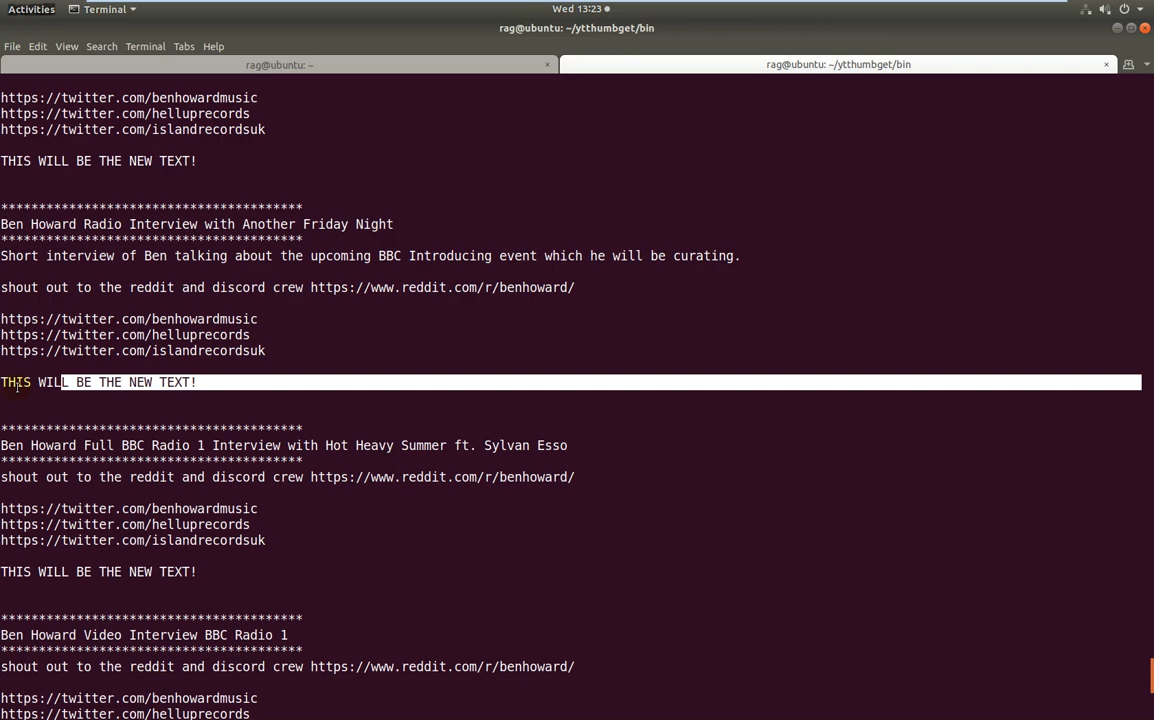 Activities Terminal Wed 13:23
rag@ubuntu: ~/ytthumbget/bin
File Edit View Search Terminal Tabs Help
rag@ubuntu: ~ × rag@ubuntu: ~/ytthumbget/bin ×
https://twitter.com/benhowardmusic
https://twitter.com/helluprecords
https://twitter.com/islandrecordsuk
THIS WILL BE THE NEW TEXT!
****************************************
Ben Howard Radio Interview with Another Friday Night
****************************************
Short interview of Ben talking about the upcoming BBC Introducing event which he will be curating.
shout out to the reddit and discord crew https://www.reddit.com/r/benhoward/
https://twitter.com/benhowardmusic
https://twitter.com/helluprecords
https://twitter.com/islandrecordsuk
THIS WILL BE THE NEW TEXT!
****************************************
Ben Howard Full BBC Radio 1 Interview with Hot Heavy Summer ft. Sylvan Esso
****************************************
shout out to the reddit and discord crew https://www.reddit.com/r/benhoward/
https://twitter.com/benhowardmusic
https://twitter.com/helluprecords
https://twitter.com/islandrecordsuk
THIS WILL BE THE NEW TEXT!
****************************************
Ben Howard Video Interview BBC Radio 1
****************************************
shout out to the reddit and discord crew https://www.reddit.com/r/benhoward/
https://twitter.com/benhowardmusic
https://twitter.com/helluprecords